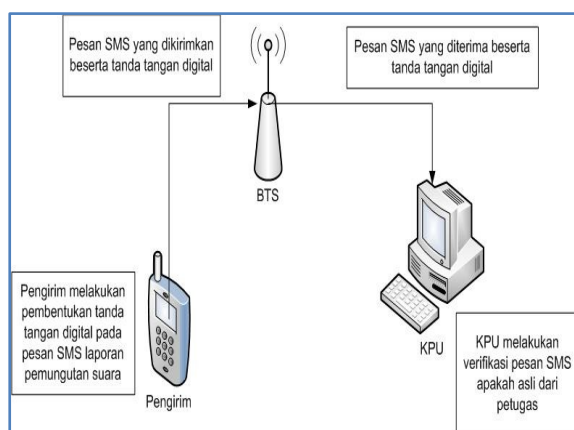 Pesan SMS yang dikirimkan
beserta tanda tangan digital
Pesan SMS yang diterima beserta
tanda tangan digital
BTS
Pengirim melakukan
pembentukan tanda
tangan digital pada
pesan SMS laporan
pemungutan suara
Pengirim
KPU
KPU melakukan
verifikasi pesan SMS
apakah asli dari
petugas